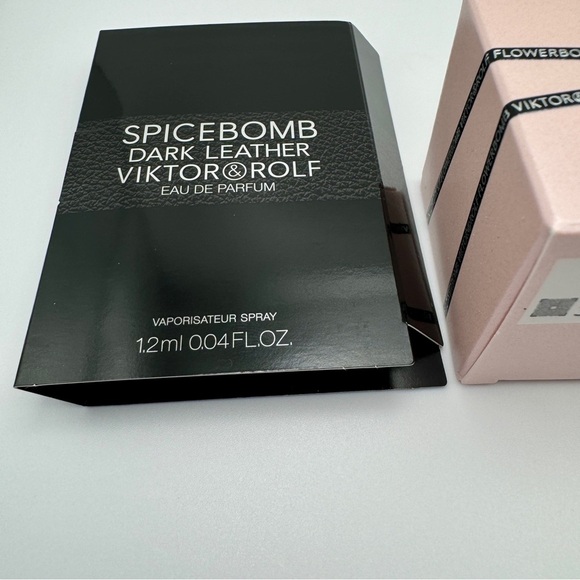 SPICEBOMB
DARK LEATHER
VIKTOR&ROLF
EAU DE PARFUM
VAPORISATEUR SPRAY
1.2ml 0.04FL.OZ.
FLOWERBO
VIKTOR&